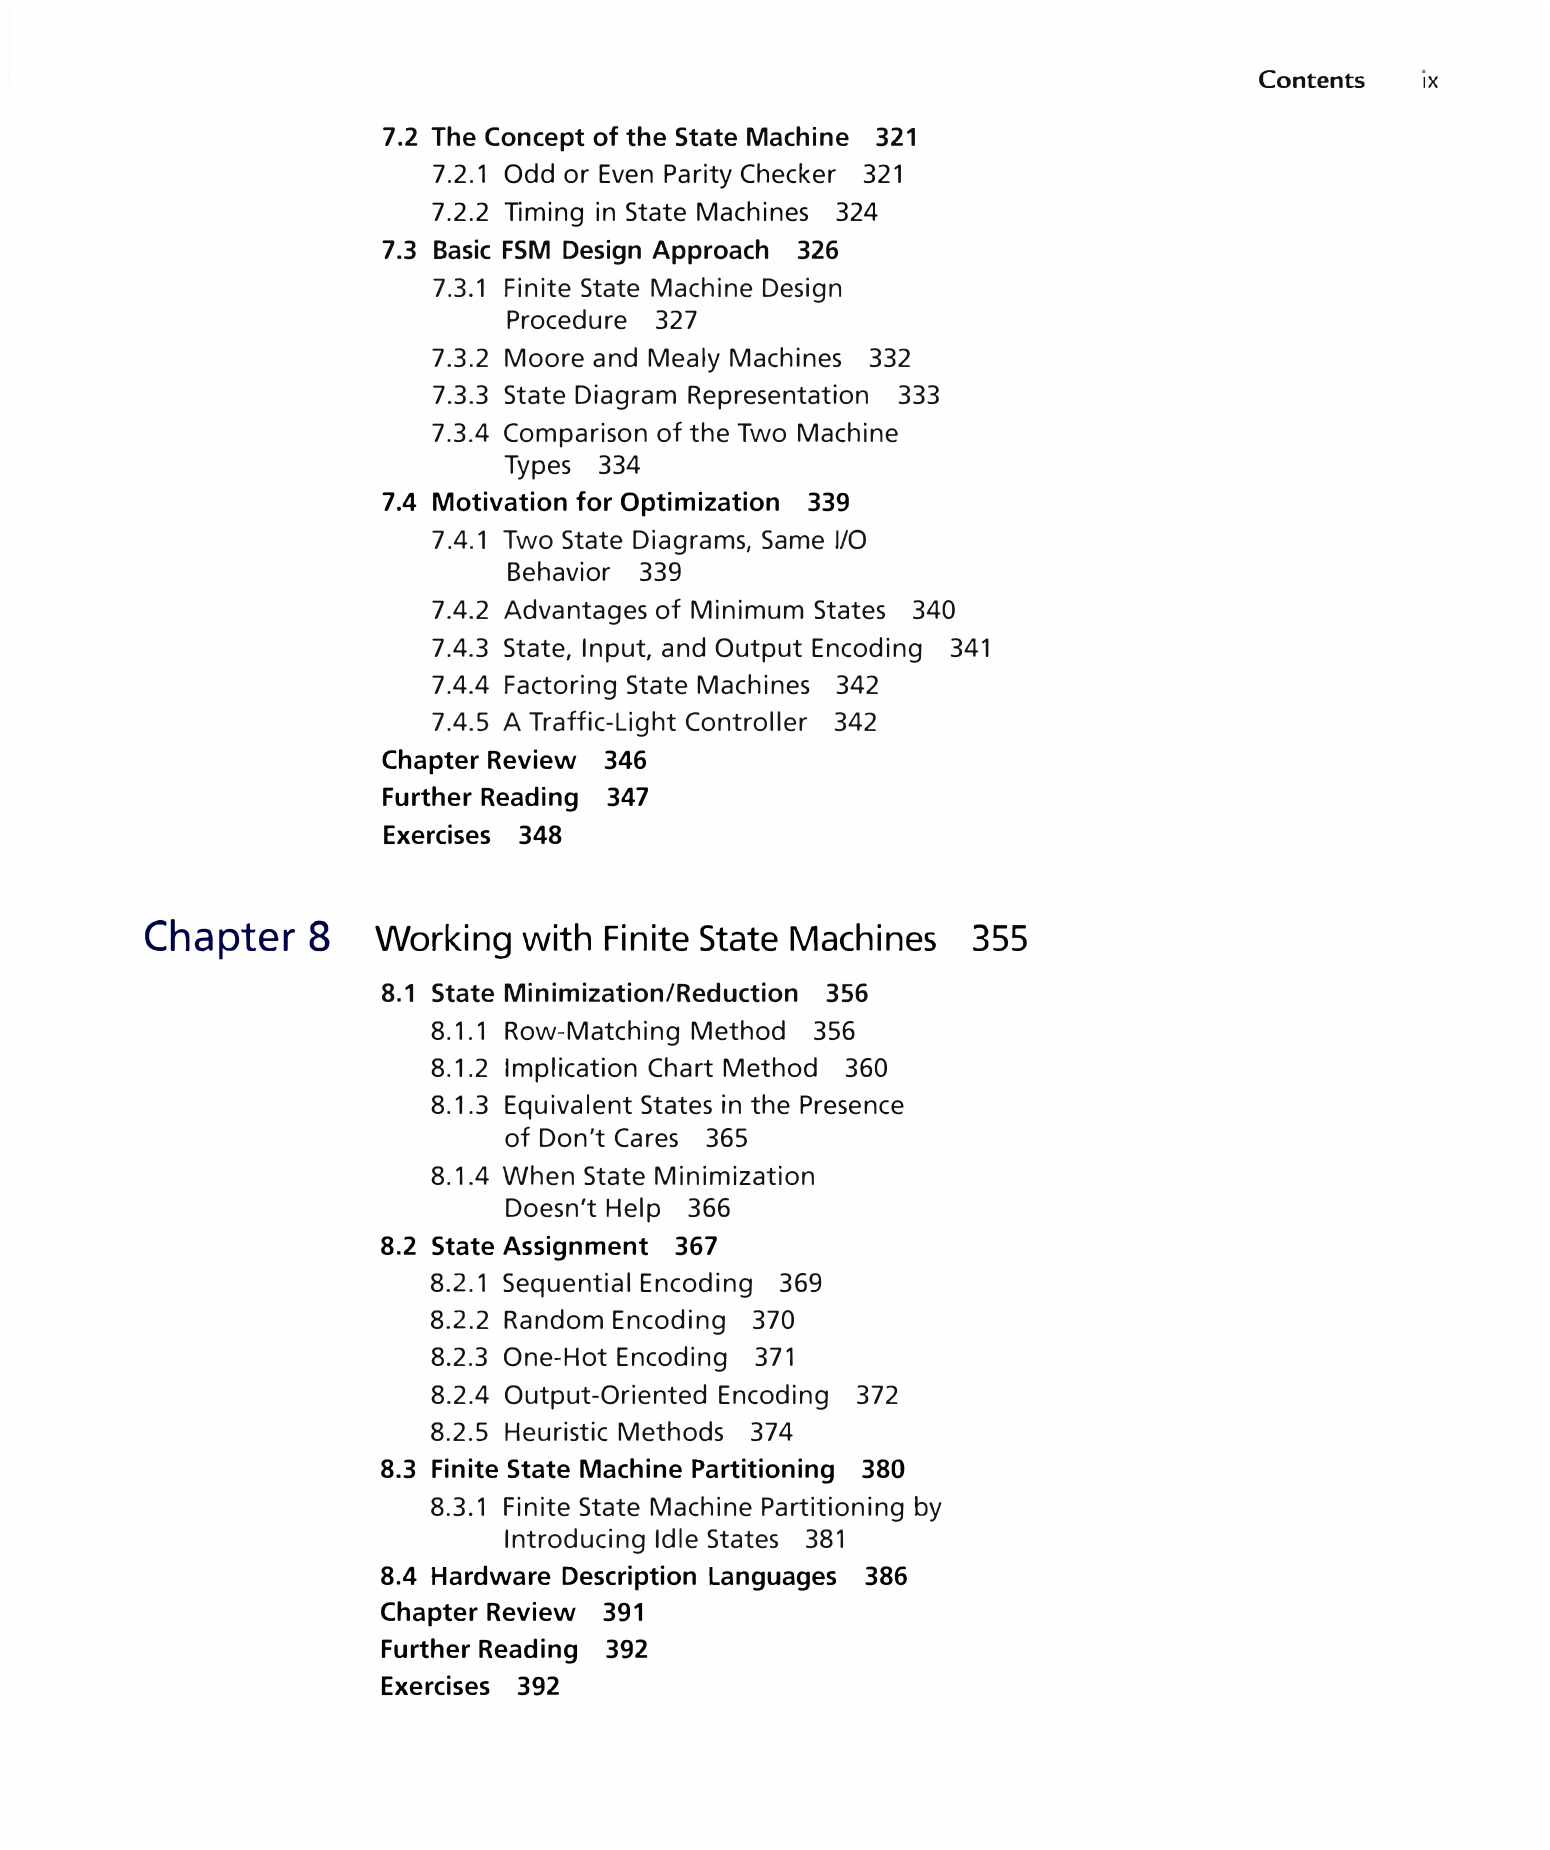 Contents ix
7.2 The Concept of the State Machine 321
7.2.1 Odd or Even Parity Checker 321
7.2.2 Timing in State Machines 324
7.3 Basic FSM Design Approach 326
7.3.1 Finite State Machine Design
Procedure 327
7.3.2 Moore and Mealy Machines 332
7.3.3 State Diagram Representation 333
7.3.4 Comparison of the Two Machine
Types 334
7.4 Motivation for Optimization 339
7.4.1 Two State Diagrams, Same I/O
Behavior 339
7.4.2 Advantages of Minimum States 340
7.4.3 State, Input, and Output Encoding 341
7.4.4 Factoring State Machines 342
7.4.5 A Traffic-Light Controller 342
Chapter Review 346
Further Reading 347
Exercises 348
Chapter 8 Working with Finite State Machines 355
8.1 State Minimization/Reduction 356
8.1.1 Row-Matching Method 356
8.1.2 Implication Chart Method 360
8.1.3 Equivalent States in the Presence
of Don't Cares 365
8.1.4 When State Minimization
Doesn't Help 366
8.2 State Assignment 367
8.2.1 Sequential Encoding 369
8.2.2 Random Encoding 370
8.2.3 One-Hot Encoding 371
8.2.4 Output-Oriented Encoding 372
8.2.5 Heuristic Methods 374
8.3 Finite State Machine Partitioning 380
8.3.1 Finite State Machine Partitioning by
Introducing Idle States 381
8.4 Hardware Description Languages 386
Chapter Review 391
Further Reading 392
Exercises 392